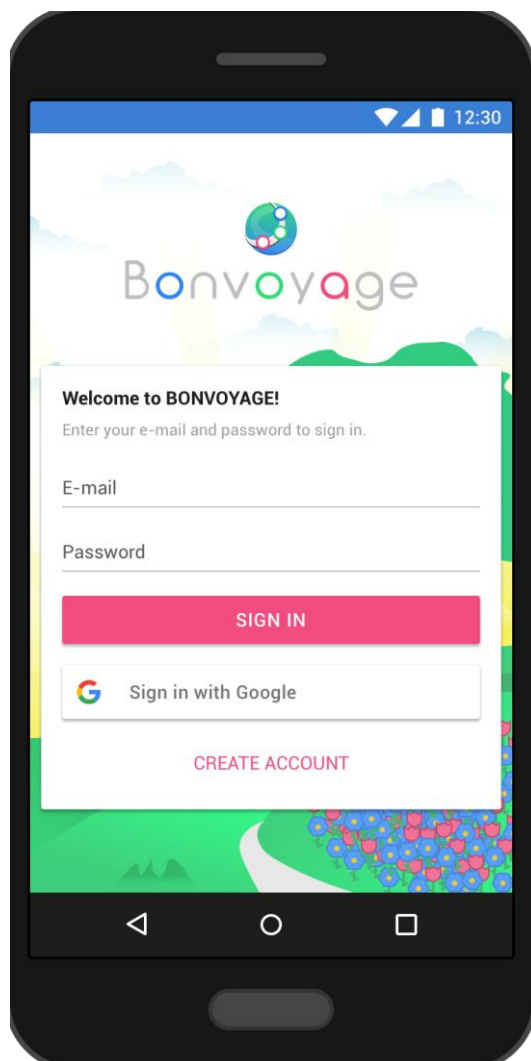 12:30
Bonvoyage
Welcome to BONVOYAGE!
Enter your e-mail and password to sign in.
E-mail
Password
SIGN IN
Sign in with Google
CREATE ACCOUNT